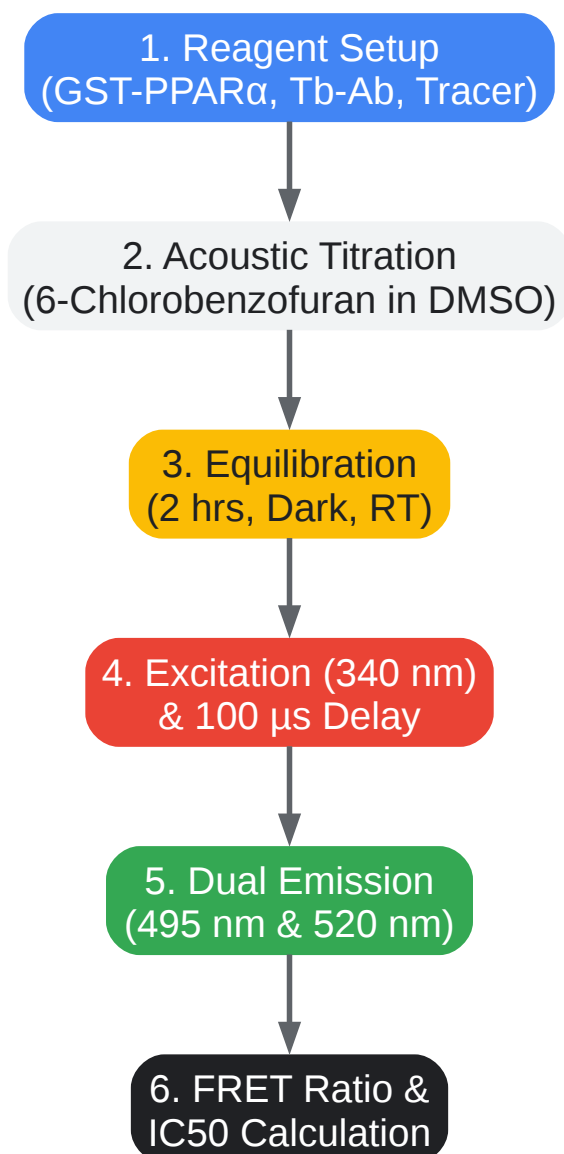 1. Reagent Setup
(GST-PPARα, Tb-Ab, Tracer)
2. Acoustic Titration
(6-Chlorobenzofuran in DMSO)
3. Equilibration
(2 hrs, Dark, RT)
4. Excitation (340 nm)
& 100 µs Delay
5. Dual Emission
(495 nm & 520 nm)
6. FRET Ratio &
IC50 Calculation